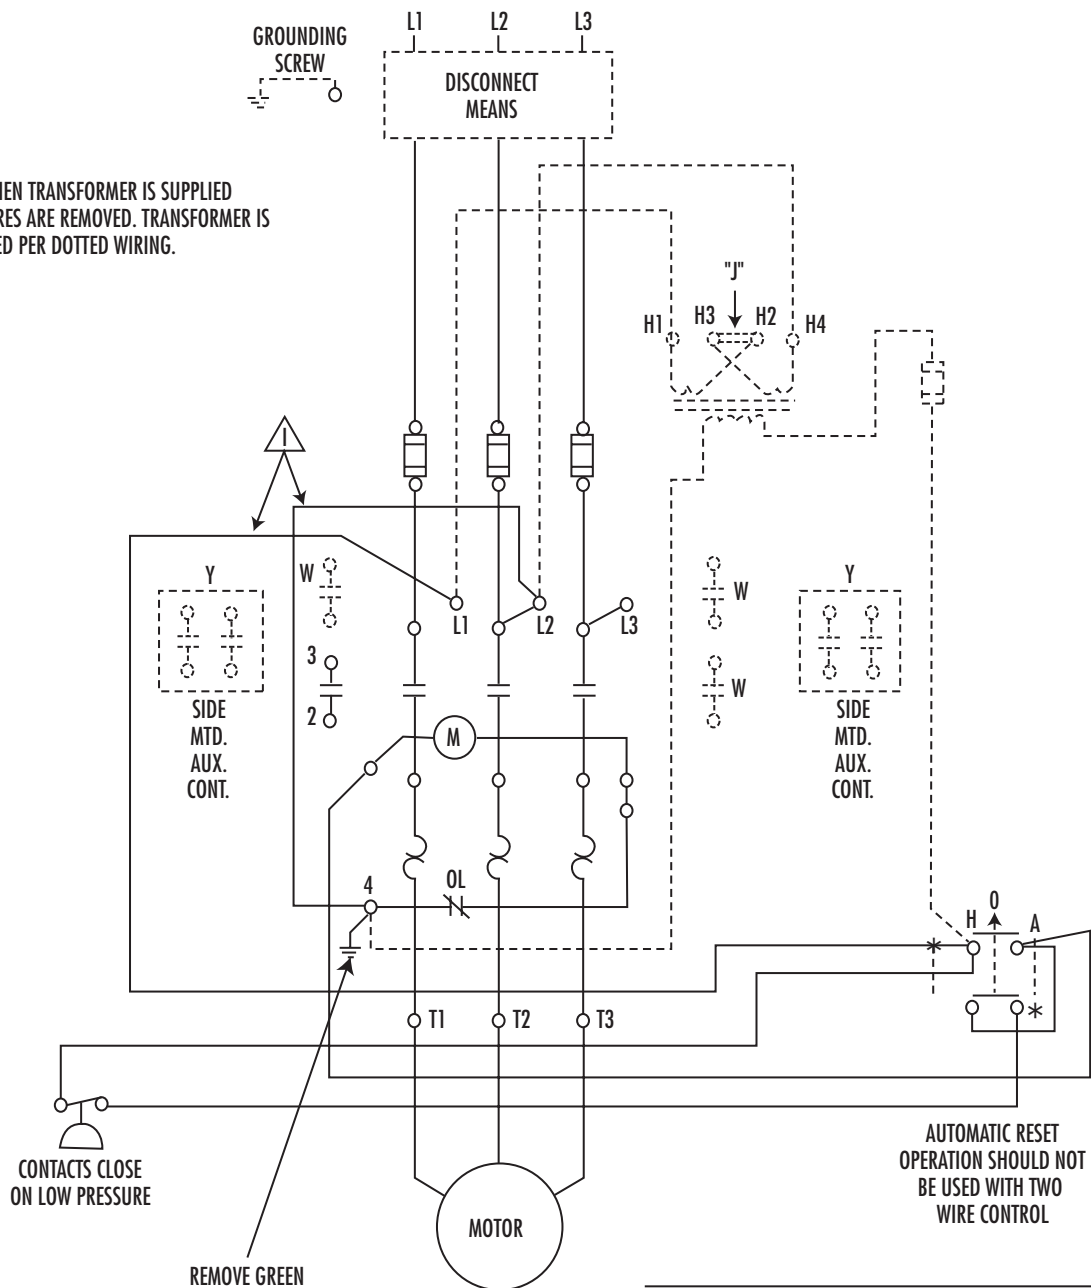 L1 L2 L3
GROUNDING
SCREW
DISCONNECT
MEANS
TRANSFORMER IS SUPPLIED
ARE REMOVED. TRANSFORMER IS
PER DOTTED WIRING.
"J"
H1 H3 H2 H4
1
Y
W
L1 L2 L3
W
Y
3
2
W
SIDE
MTD.
AUX.
CONT.
M
SIDE
MTD.
AUX.
CONT.
4
OL
H O A
T1 T2 T3
CONTACTS CLOSE
ON LOW PRESSURE
MOTOR
AUTOMATIC RESET
OPERATION SHOULD NOT
BE USED WITH TWO
WIRE CONTROL
REMOVE GREEN